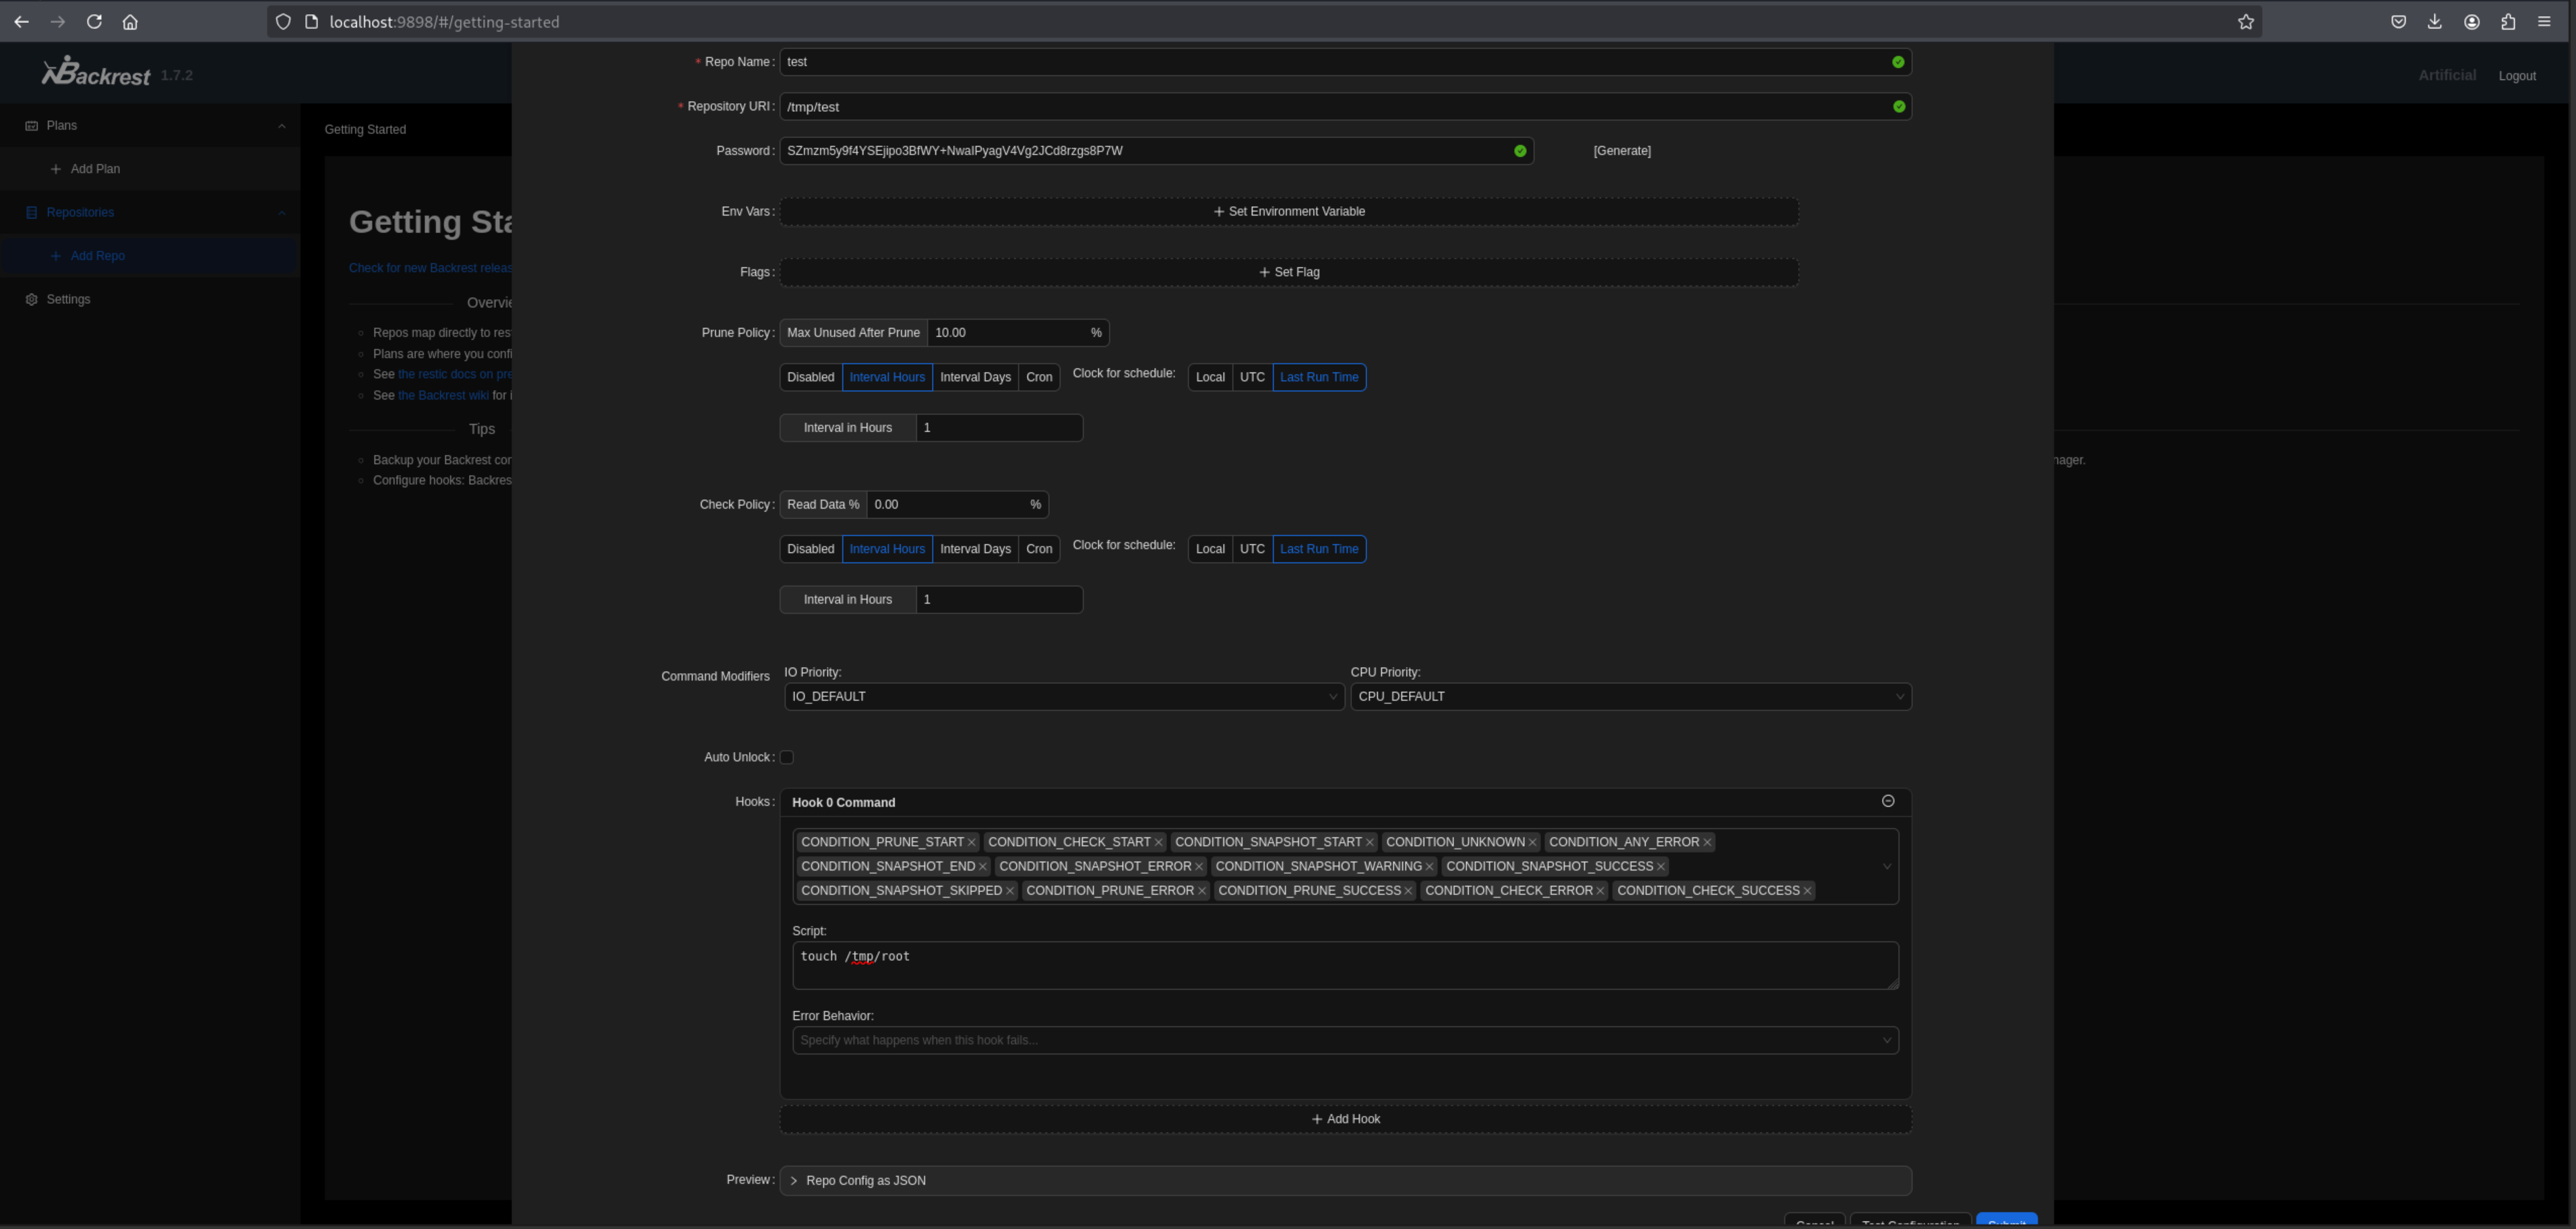 localhost:9898/#/getting-started
Backrest 1.7.2
Artificial Logout
Plans
Add Plan
Repositories
Add Repo
Settings
Getting Started
Getting Sta
Check for new Backrest releas
Overvie
Repos map directly to res
Plans are where you confi
See the restic docs on pre
See the Backrest wiki for i
Tips
Backup your Backrest con
Configure hooks: Backres
nager.
* Repo Name : test
* Repository URI : /tmp/test
Password : SZmzm5y9f4YSEjipo3BfWY+NwalPyagV4Vg2JCd8rzgs8P7W [Generate]
Env Vars : + Set Environment Variable
Flags : + Set Flag
Prune Policy : Max Unused After Prune 10.00 %
Disabled Interval Hours Interval Days Cron Clock for schedule: Local UTC Last Run Time
Interval in Hours 1
Check Policy : Read Data % 0.00 %
Disabled Interval Hours Interval Days Cron Clock for schedule: Local UTC Last Run Time
Interval in Hours 1
Command Modifiers IO Priority: CPU Priority:
IO_DEFAULT CPU_DEFAULT
Auto Unlock :
Hooks : Hook 0 Command
CONDITION_PRUNE_START CONDITION_CHECK_START CONDITION_SNAPSHOT_START CONDITION_UNKNOWN CONDITION_ANY_ERROR
CONDITION_SNAPSHOT_END CONDITION_SNAPSHOT_ERROR CONDITION_SNAPSHOT_WARNING CONDITION_SNAPSHOT_SUCCESS
CONDITION_SNAPSHOT_SKIPPED CONDITION_PRUNE_ERROR CONDITION_PRUNE_SUCCESS CONDITION_CHECK_ERROR CONDITION_CHECK_SUCCESS
Script:
touch /tmp/root
Error Behavior:
Specify what happens when this hook fails...
+ Add Hook
Preview : Repo Config as JSON
Cancel Test Configuration Submit